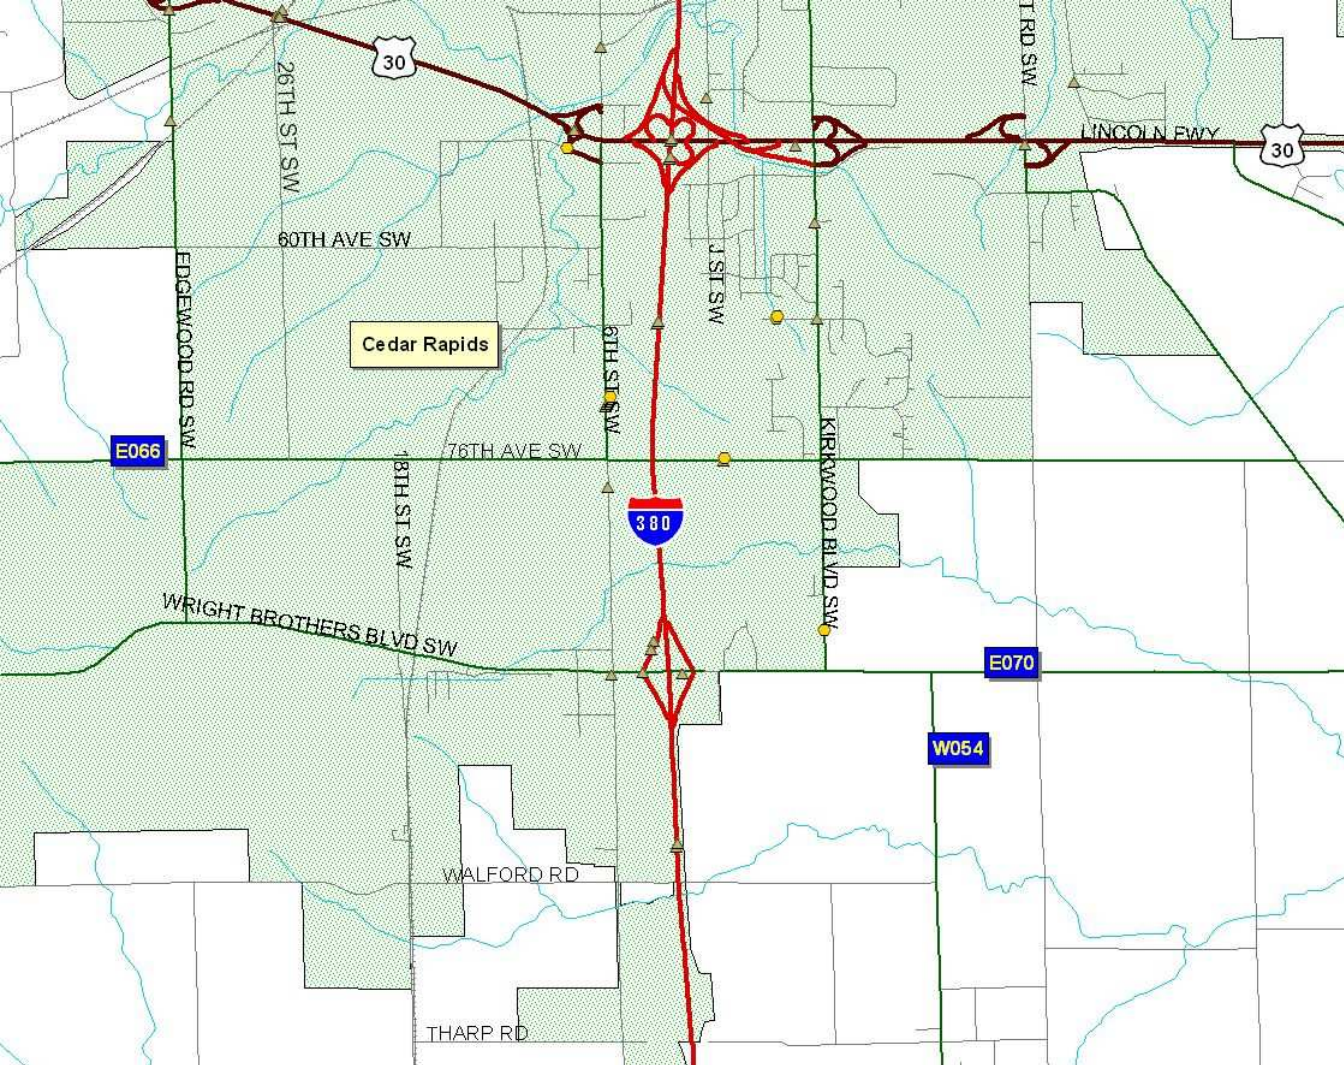 T RD SW
30
26TH ST SW
LINCOLN FWY
30
60TH AVE SW
EDGEWOOD RD SW
J ST SW
Cedar Rapids
6TH ST SW
E066
76TH AVE SW
18TH ST SW
KIRKWOOD BLVD SW
380
WRIGHT BROTHERS BLVD SW
E070
W054
WALFORD RD
THARP RD